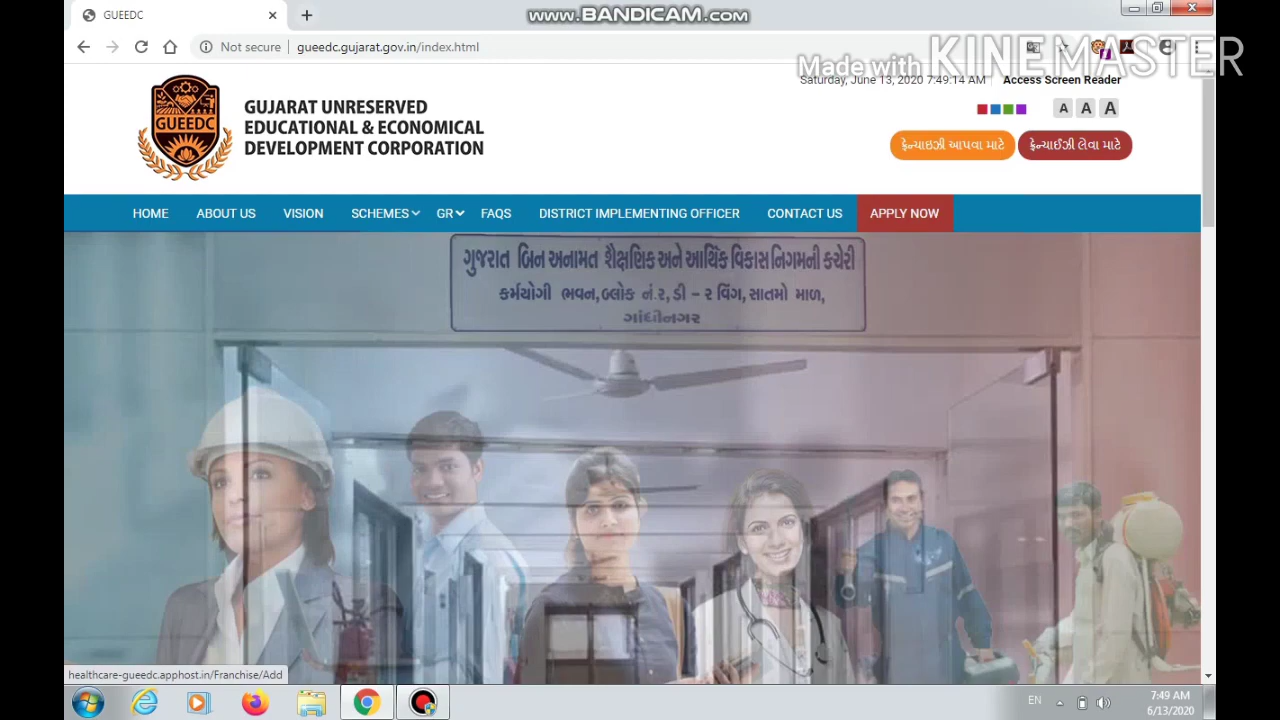 GUEEDC
www.BANDICAM.com
Not secure
gueedc.gujarat.gov.in/index.html
Made with KINEMASTER
Saturday, June 13, 2020 7:49:14 AM
Access Screen Reader
GUEEDC
GUJARAT UNRESERVED
EDUCATIONAL & ECONOMICAL
DEVELOPMENT CORPORATION
A A A
ફ્રેન્ચાઇઝી આપવા માટે
ફ્રેન્ચાઈઝી લેવા માટે
HOME ABOUT US VISION SCHEMES GR FAQS DISTRICT IMPLEMENTING OFFICER CONTACT US APPLY NOW
ગુજરાત બિન અનામત શૈક્ષણિક અને આર્થિક વિકાસ નિગમની કચેરી
કર્મયોગી ભવન, બ્લોક નં.૨, ડી - ૨ વિંગ, સાતમો માળ,
ગાંધીનગર
healthcare-gueedc.apphost.in/Franchise/Add
EN
7:49 AM
6/13/2020